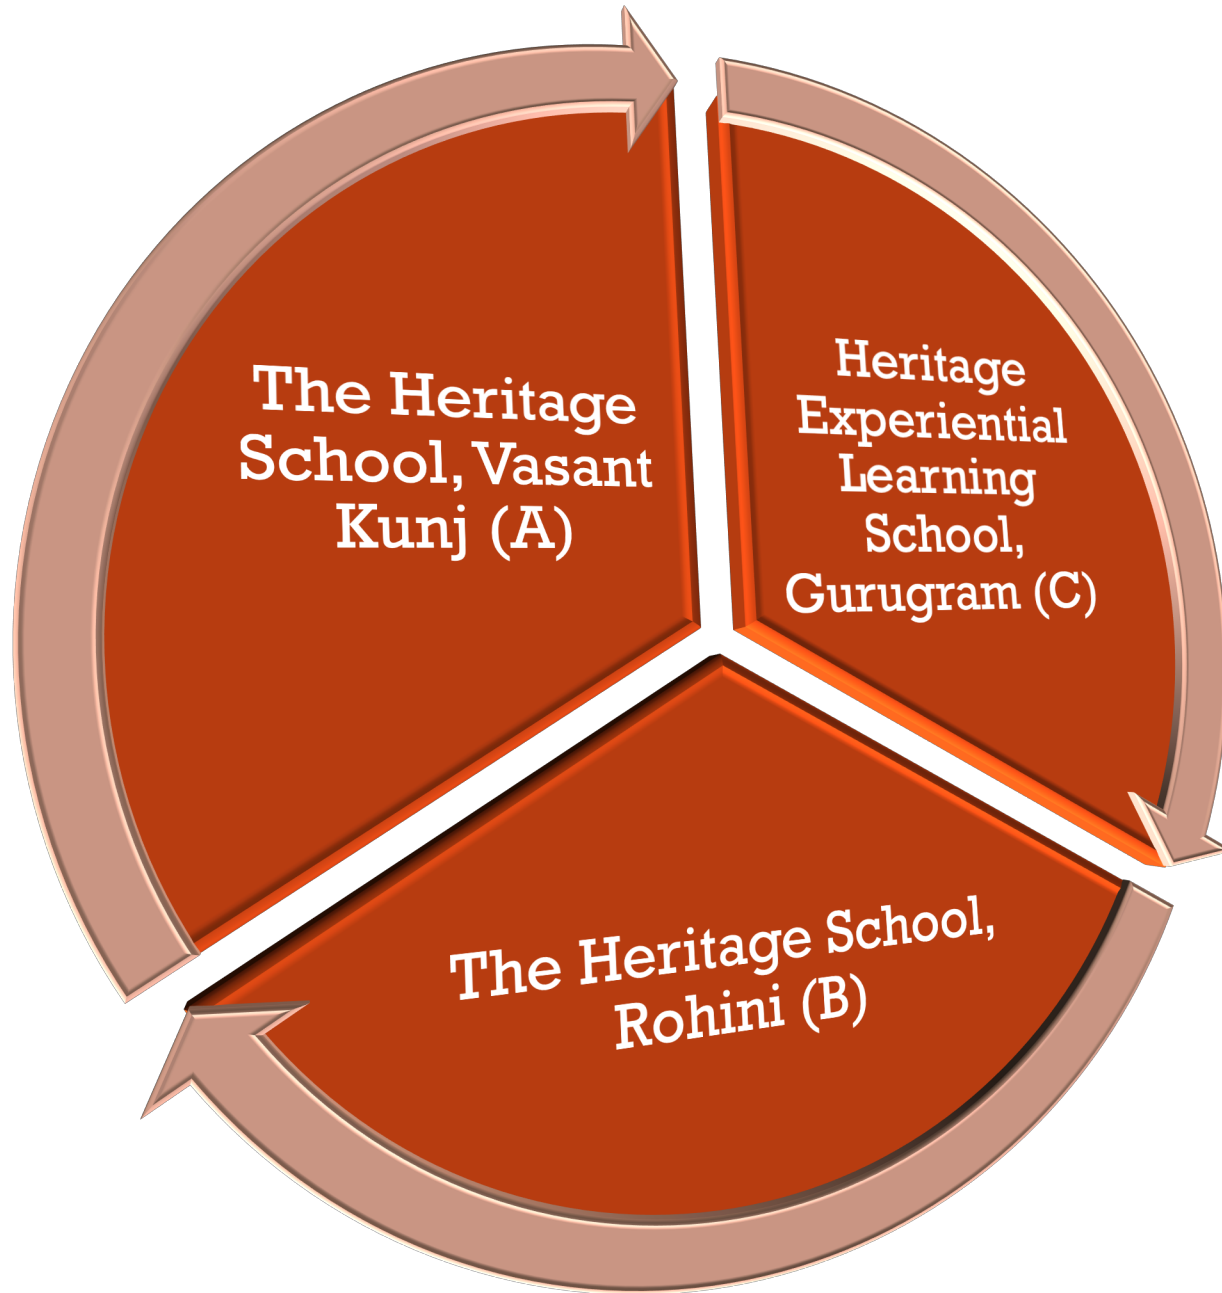 The Heritage
School, Vasant
Kunj (A)
Heritage
Experiential
Learning
School,
Gurugram (C)
The Heritage School,
Rohini (B)